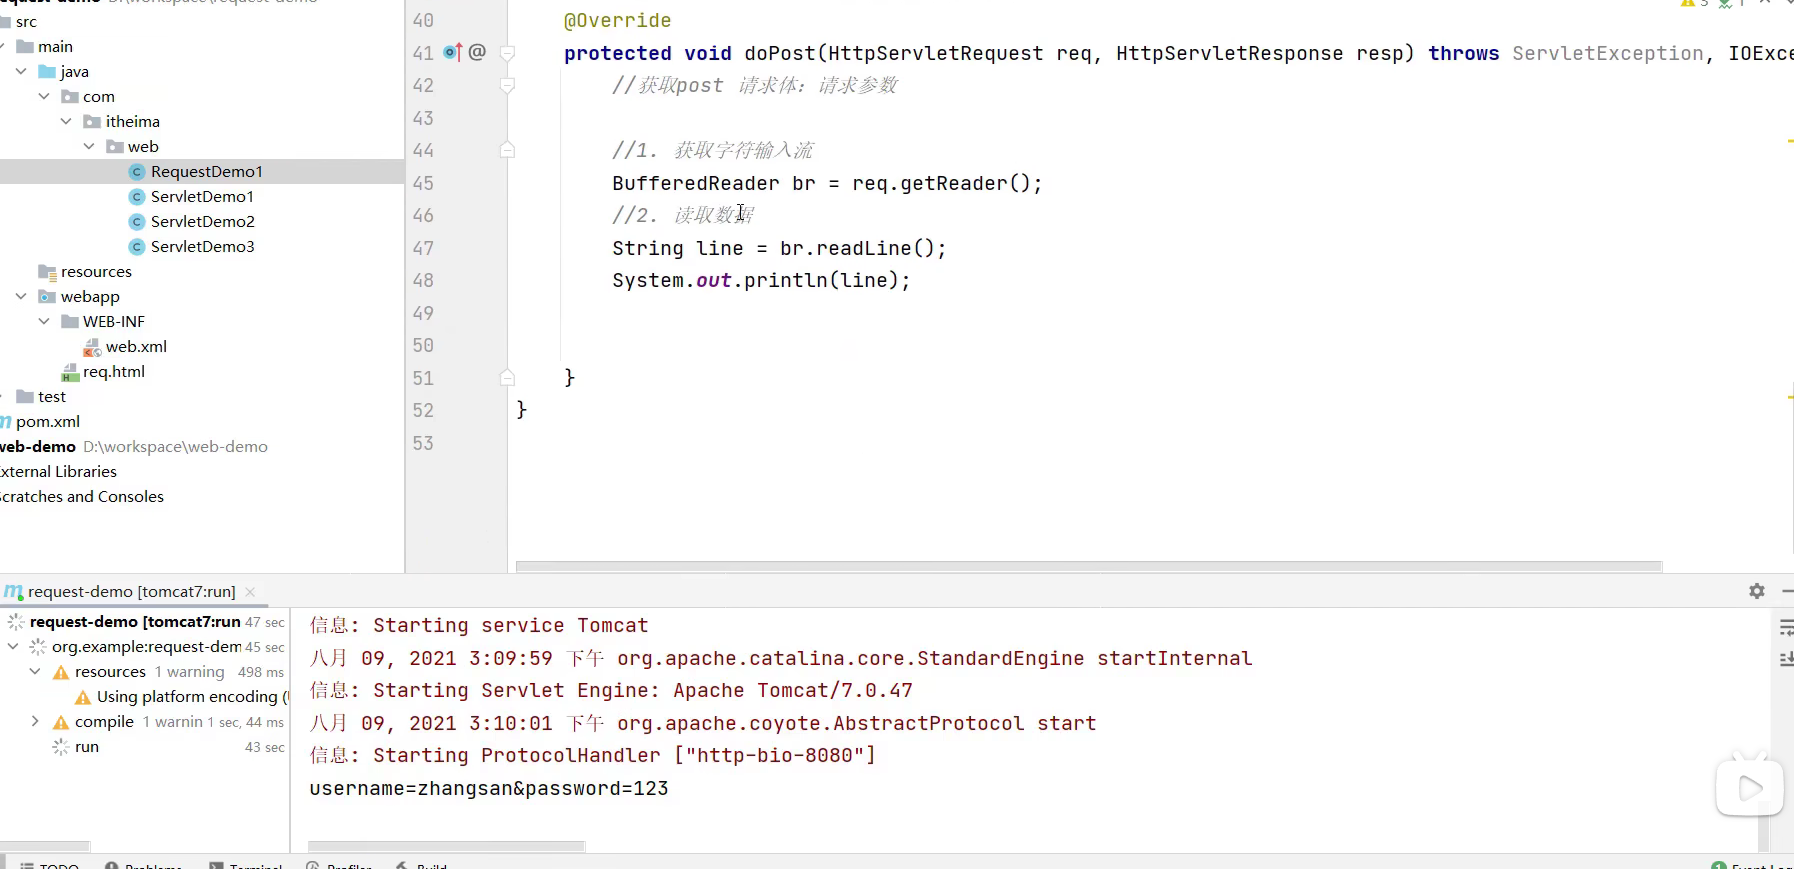 request-demo D:\workspace\request-demo
src
main
java
com
itheima
web
RequestDemo1
ServletDemo1
ServletDemo2
ServletDemo3
resources
webapp
WEB-INF
web.xml
req.html
test
pom.xml
web-demo D:\workspace\web-demo
External Libraries
Scratches and Consoles
40 @Override
41 @ protected void doPost(HttpServletRequest req, HttpServletResponse resp) throws ServletException, IOExce
42 //获取post 请求体：请求参数
43
44 //1. 获取字符输入流
45 BufferedReader br = req.getReader();
46 //2. 读取数据
47 String line = br.readLine();
48 System.out.println(line);
49
50
51 }
52 }
53
request-demo [tomcat7:run]
request-demo [tomcat7:run 47 sec
org.example:request-dem 45 sec
resources 1 warning 498 ms
Using platform encoding (
compile 1 warnin 1 sec, 44 ms
run 43 sec
信息: Starting service Tomcat
八月 09, 2021 3:09:59 下午 org.apache.catalina.core.StandardEngine startInternal
信息: Starting Servlet Engine: Apache Tomcat/7.0.47
八月 09, 2021 3:10:01 下午 org.apache.coyote.AbstractProtocol start
信息: Starting ProtocolHandler ["http-bio-8080"]
username=zhangsan&password=123
TODO Problems Terminal Profiler Build Event Log